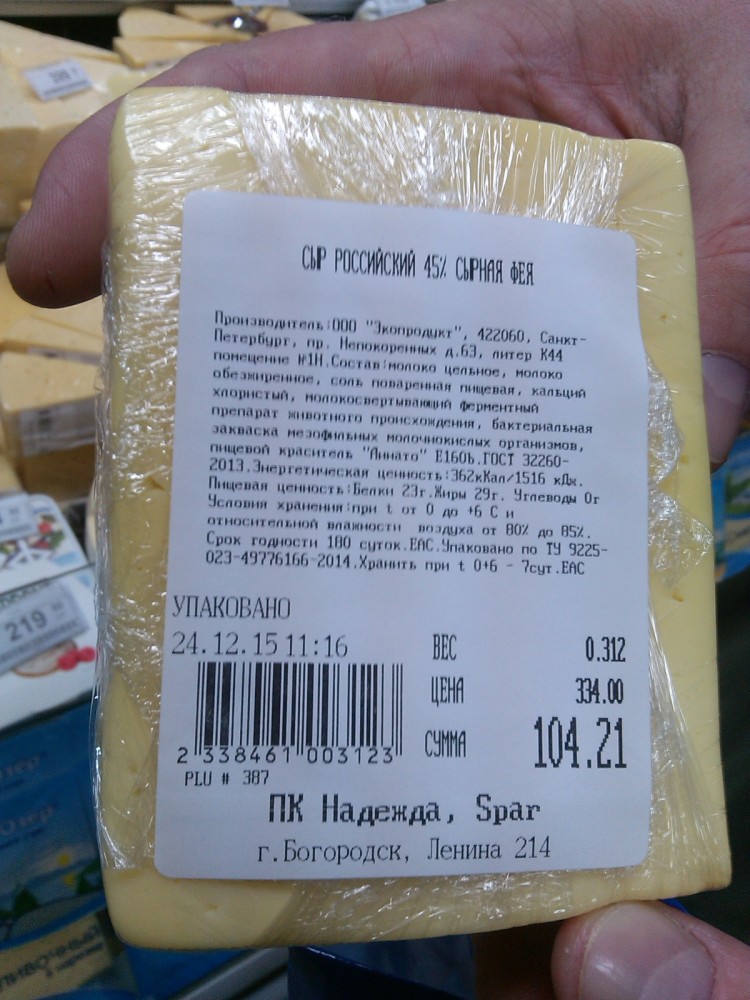 СЫР РОССИЙСКИЙ 45% СЫРНАЯ ФЕЯ
Производитель:ООО "Экопродукт", 422060, Санкт-
Петербург, пр. Непокоренных д.63, литер К44
помещение №1Н.Состав:молоко цельное, молоко
обезжиренное, соль поваренная пищевая, кальций
хлористый, молокосвертывающий ферментный
препарат животного происхождения, бактериальная
закваска мезофильных молочнокислых организмов,
пищевой краситель "Аннато" Е160b.ГОСТ 32260-
2013.Энергетическая ценность:362кКал/1516 кДж.
Пищевая ценность:Белки 23г.Жиры 29г. Углеводы 0г
Условия хранения:при t от 0 до +6 С и
относительной влажности воздуха от 80% до 85%.
Срок годности 180 суток.ЕАС.Упаковано по ТУ 9225-
023-49776166-2014.Хранить при t 0+6 - 7сут.ЕАС
УПАКОВАНО
24.12.15 11:16
ВЕС 0.312
ЦЕНА 334.00
СУММА 104.21
2 338461 003123
PLU # 387
ПК Надежда, Spar
г.Богородск, Ленина 214
219